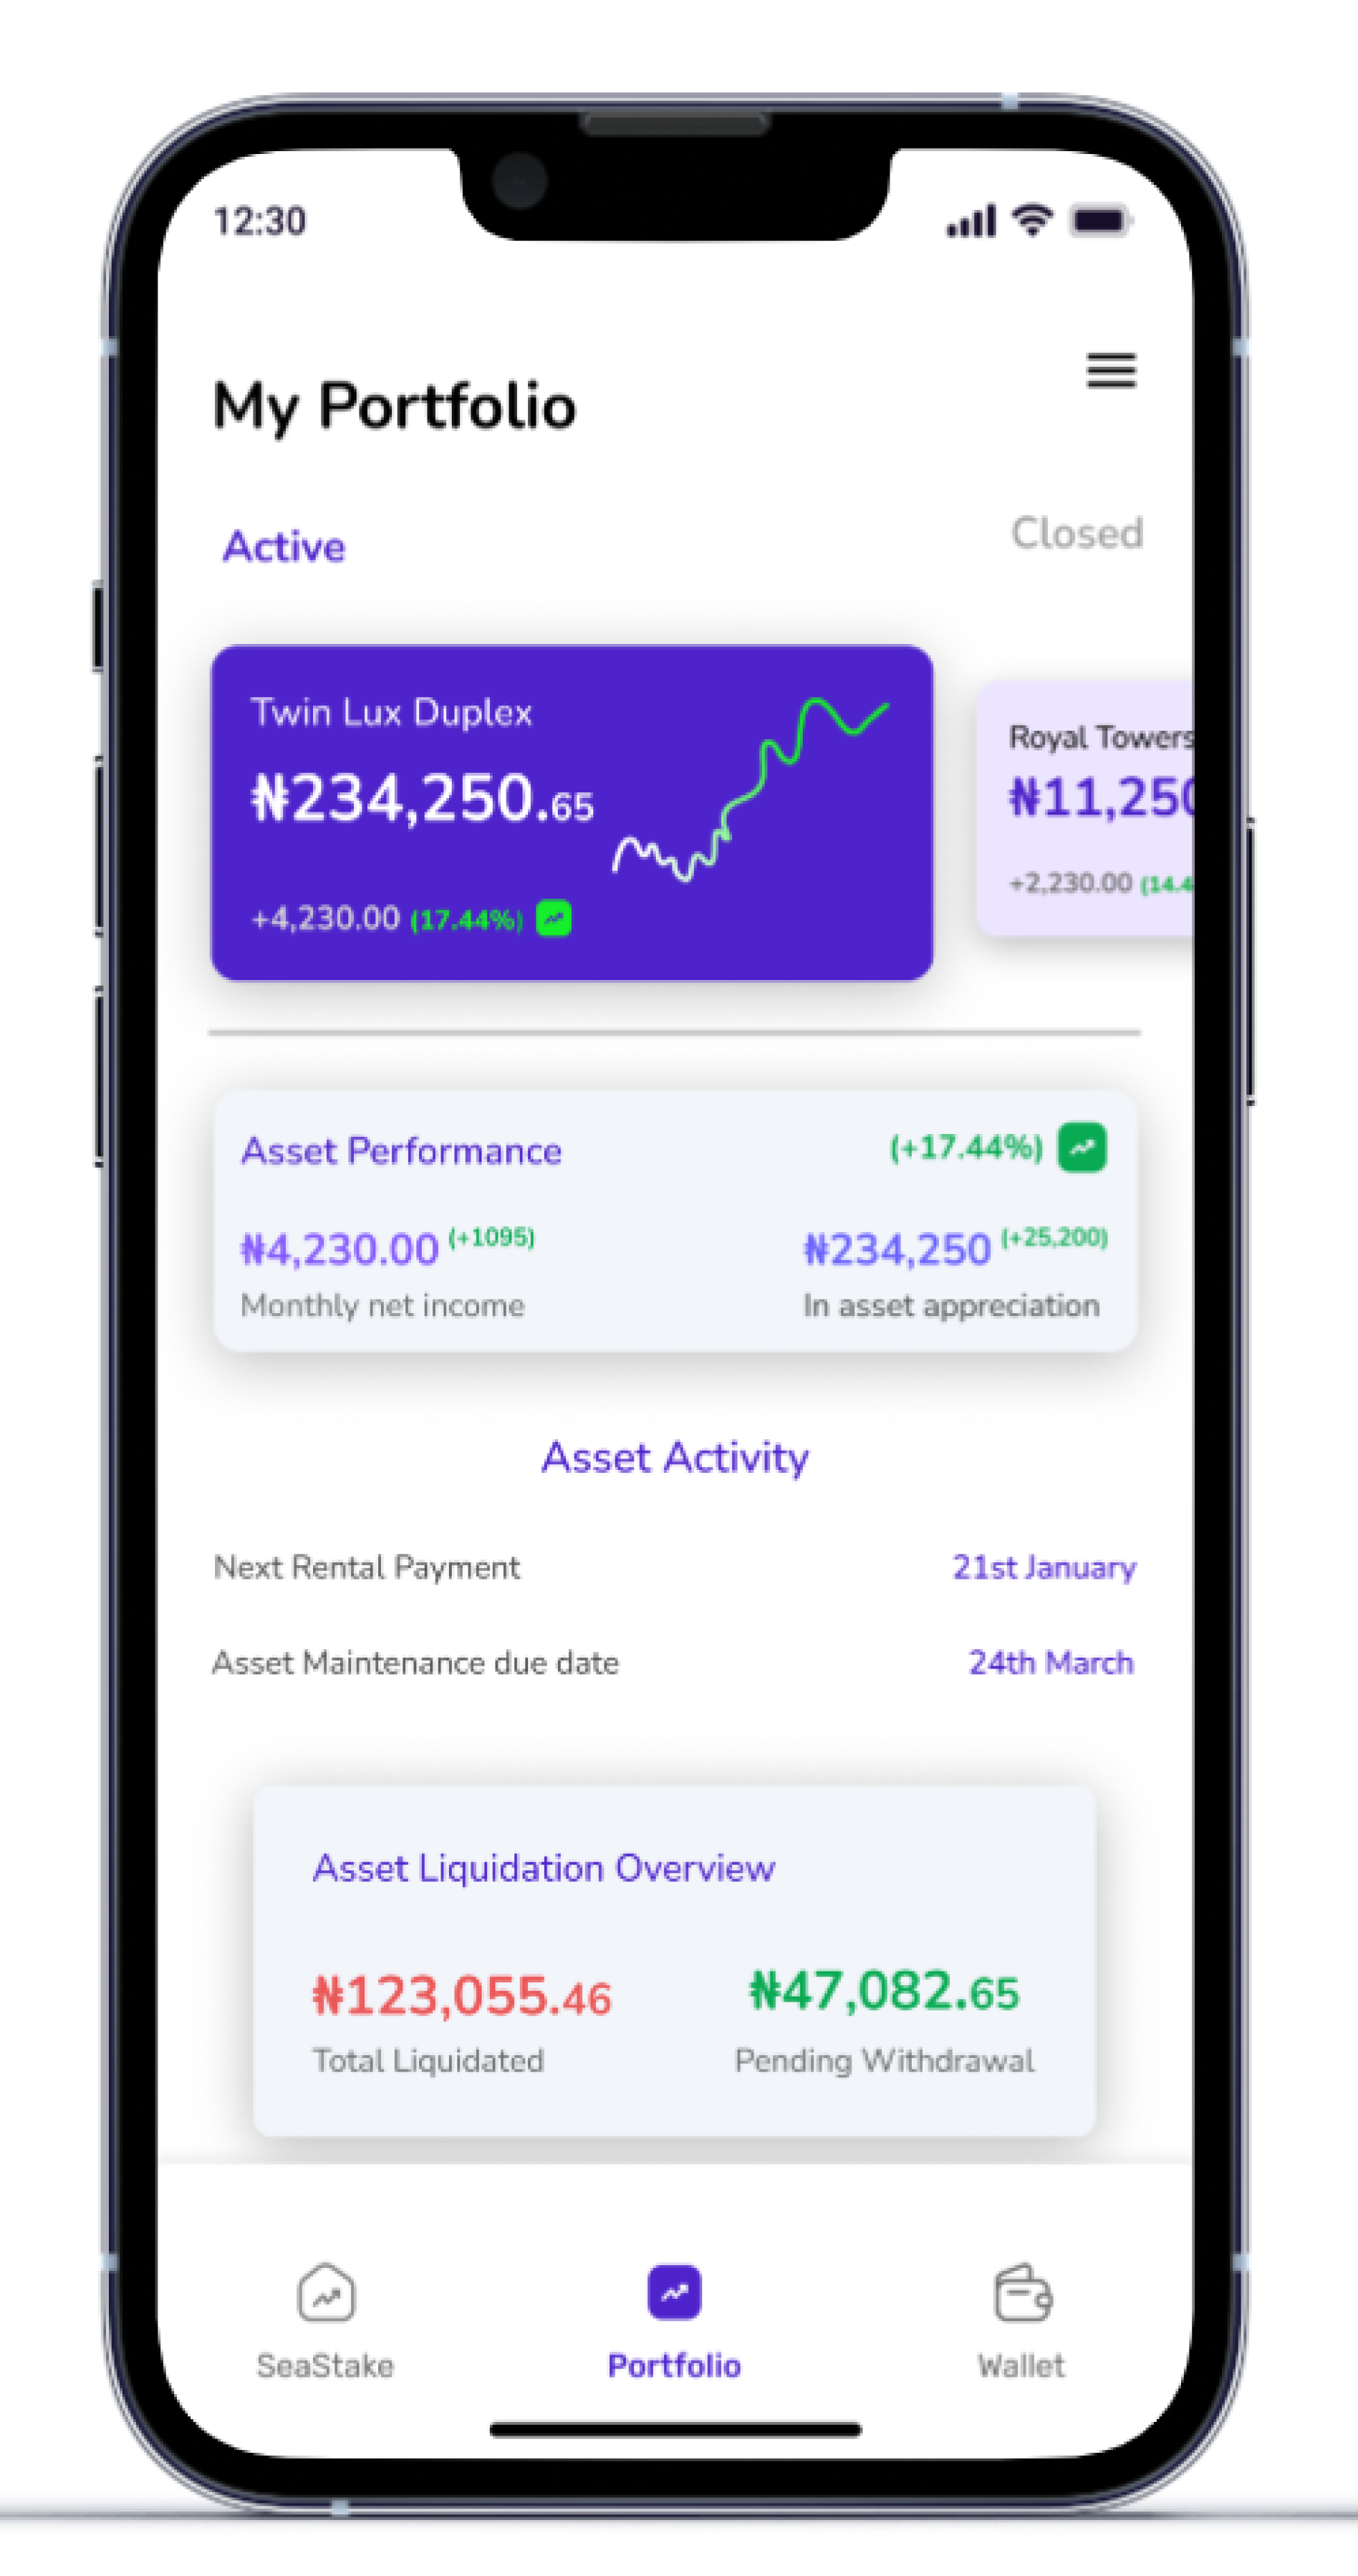 12:30
My Portfolio
Active
Closed
Twin Lux Duplex
₦234,250.65
+4,230.00 (17.44%)
Royal Towers
₦11,250
+2,230.00 (14.4
Asset Performance
(+17.44%)
₦4,230.00 (+1095)
Monthly net income
₦234,250 (+25,200)
In asset appreciation
Asset Activity
Next Rental Payment
21st January
Asset Maintenance due date
24th March
Asset Liquidation Overview
₦123,055.46
Total Liquidated
₦47,082.65
Pending Withdrawal
SeaStake
Portfolio
Wallet